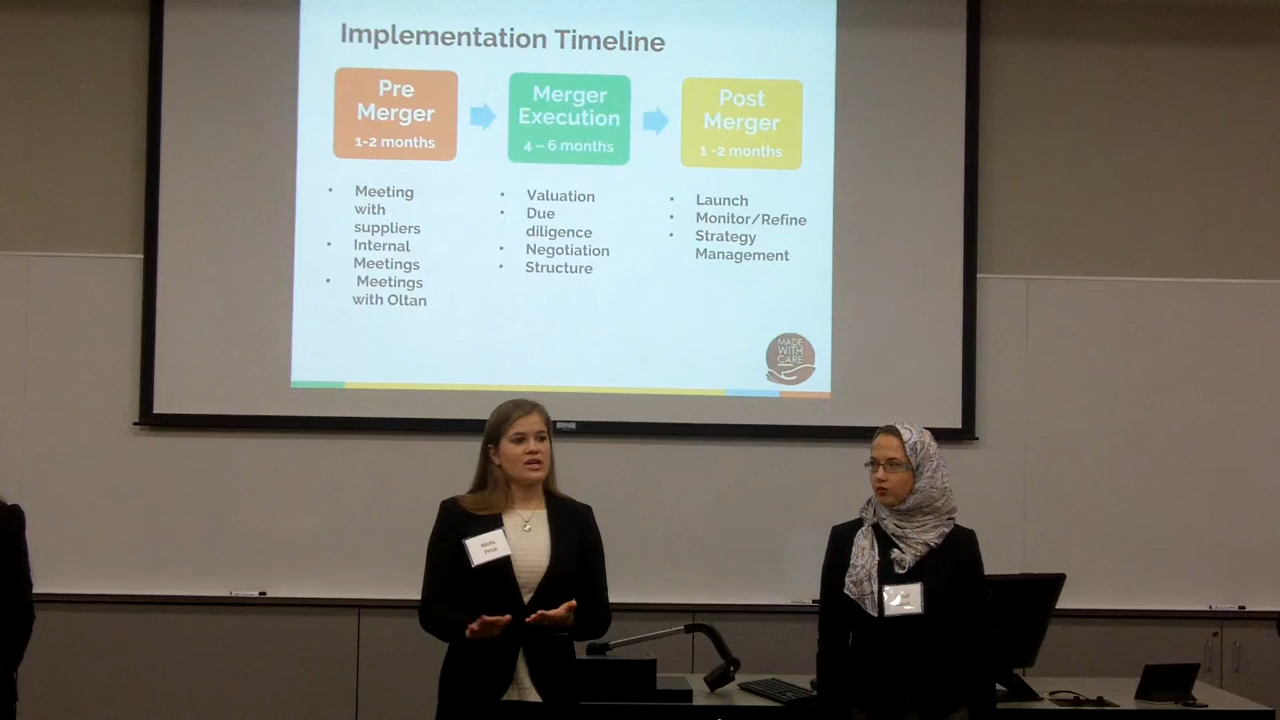 Implementation Timeline
Pre
Merger
1-2 months
Merger
Execution
4 – 6 months
Post
Merger
1 -2 months
• Meeting
with
suppliers
• Internal
Meetings
• Meetings
with Oltan
• Valuation
• Due
diligence
• Negotiation
• Structure
• Launch
• Monitor/Refine
• Strategy
Management
MADE
WITH
CARE
Price